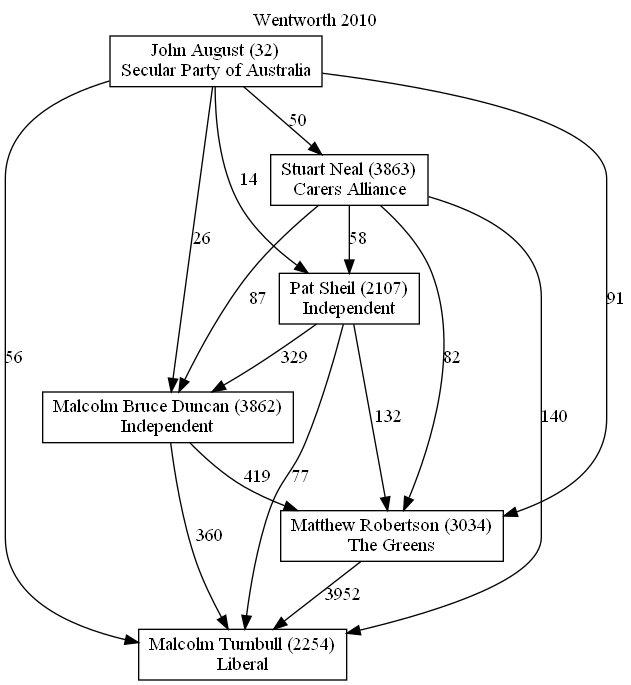 Wentworth 2010
John August (32)
Secular Party of Australia
50
Stuart Neal (3863)
Carers Alliance
14
26
58
Pat Sheil (2107)
Independent
87
91
329
82
56
Malcolm Bruce Duncan (3862)
Independent
132
140
419
77
Matthew Robertson (3034)
The Greens
360
3952
Malcolm Turnbull (2254)
Liberal